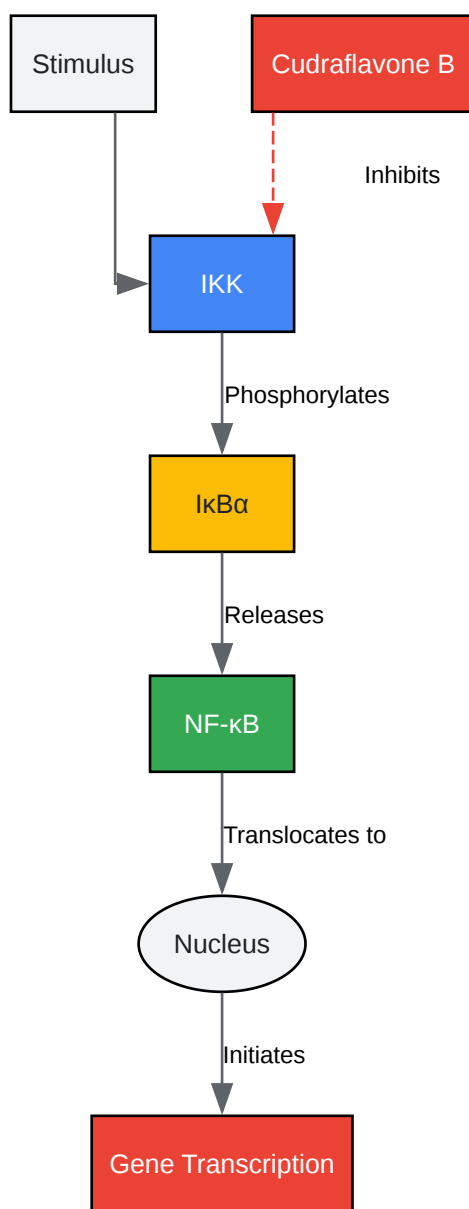 Stimulus
Cudraflavone B
Inhibits
IKK
Phosphorylates
IκBα
Releases
NF-κB
Translocates to
Nucleus
Initiates
Gene Transcription